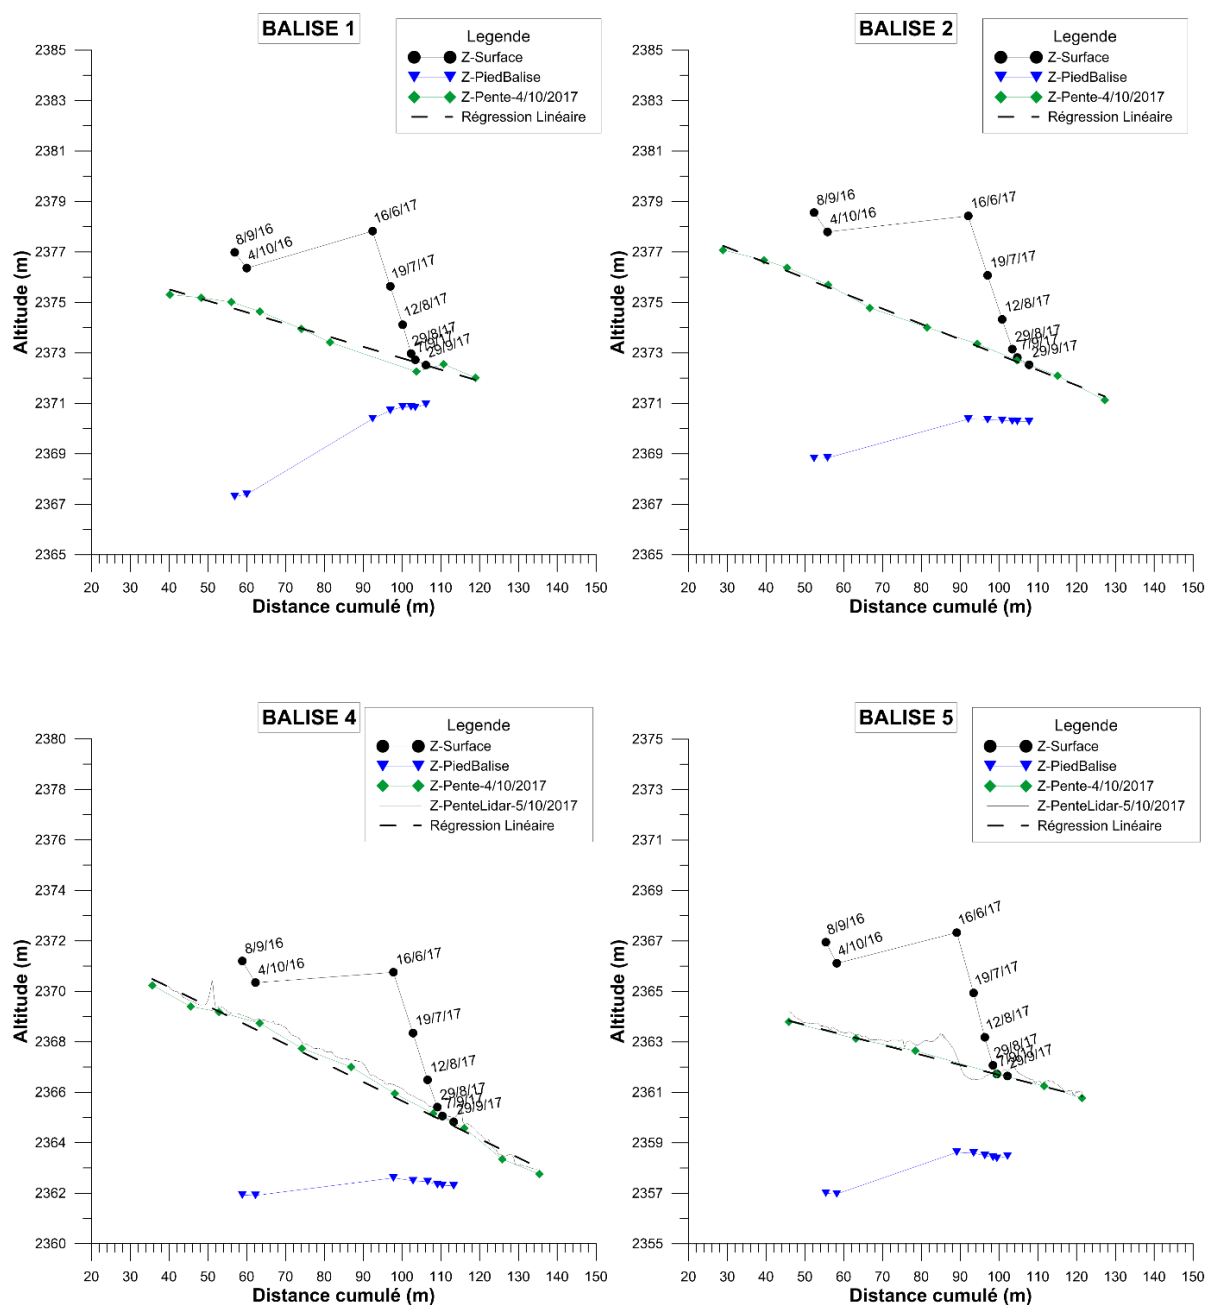 BALISE 1
Legende
Z-Surface
Z-PiedBalise
Z-Pente-4/10/2017
Régression Linéaire
Altitude (m)
2385
2383
2381
2379
2377
2375
2373
2371
2369
2367
2365
8/9/16
4/10/16
16/6/17
19/7/17
12/8/17
29/8/17
7/9/17
29/9/17
20 30 40 50 60 70 80 90 100 110 120 130 140 150
Distance cumulé (m)
BALISE 2
Legende
Z-Surface
Z-PiedBalise
Z-Pente-4/10/2017
Régression Linéaire
Altitude (m)
2385
2383
2381
2379
2377
2375
2373
2371
2369
2367
2365
8/9/16
4/10/16
16/6/17
19/7/17
12/8/17
29/8/17
7/9/17
29/9/17
20 30 40 50 60 70 80 90 100 110 120 130 140 150
Distance cumulé (m)
BALISE 4
Legende
Z-Surface
Z-PiedBalise
Z-Pente-4/10/2017
Z-PenteLidar-5/10/2017
Régression Linéaire
Altitude (m)
2380
2378
2376
2374
2372
2370
2368
2366
2364
2362
2360
8/9/16
4/10/16
16/6/17
19/7/17
12/8/17
29/8/17
7/9/17
29/9/17
20 30 40 50 60 70 80 90 100 110 120 130 140 150
Distance cumulé (m)
BALISE 5
Legende
Z-Surface
Z-PiedBalise
Z-Pente-4/10/2017
Z-PenteLidar-5/10/2017
Régression Linéaire
Altitude (m)
2375
2373
2371
2369
2367
2365
2363
2361
2359
2357
2355
8/9/16
4/10/16
16/6/17
19/7/17
12/8/17
29/8/17
7/9/17
29/9/17
20 30 40 50 60 70 80 90 100 110 120 130 140 150
Distance cumulé (m)